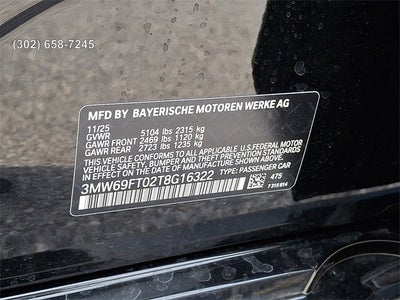 (302) 658-7245
MFD BY BAYERISCHE MOTOREN WERKE AG
11/25 5104 lbs 2315 kg
GVWR
GAWR FRONT 2469 lbs 1120 kg
GAWR REAR 2723 lbs 1235 kg
THIS VEHICLE CONFORMS TO ALL APPLICABLE U.S. FEDERAL MOTOR
VEHICLE SAFETY, BUMPER, AND THEFT PREVENTION STANDARDS IN
EFFECT ON THE DATE OF MANUFACTURE SHOWN ABOVE.
3MW69FT02T8G16322 TYPE: PASSENGER CAR
475
7 315 614